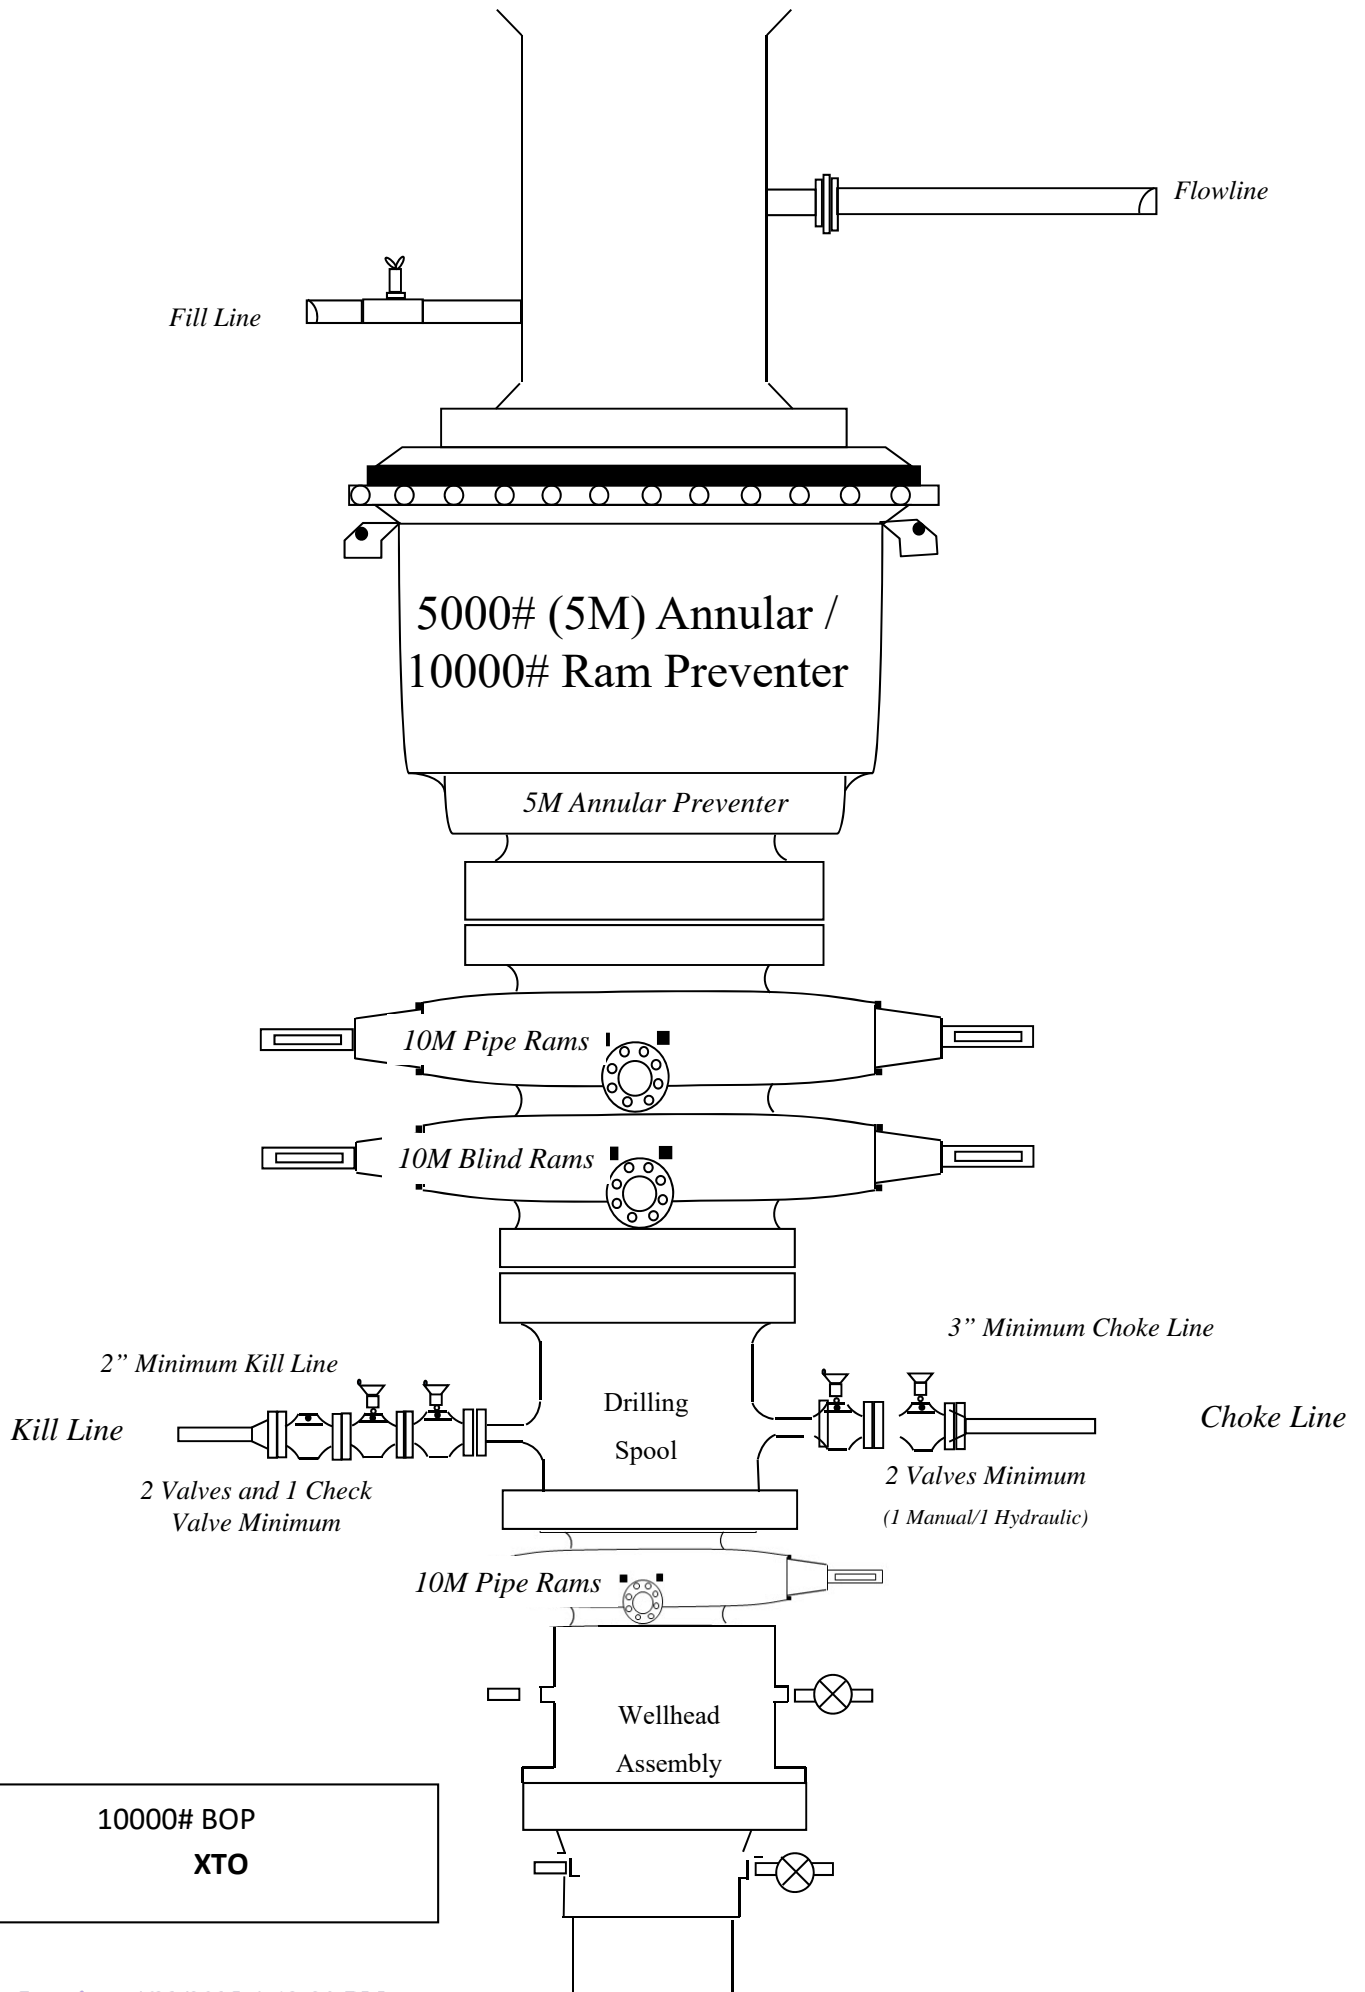 Flowline
Fill Line
5000# (5M) Annular /
10000# Ram Preventer
5M Annular Preventer
10M Pipe Rams
10M Blind Rams
3” Minimum Choke Line
2” Minimum Kill Line
Drilling
Spool
Kill Line
Choke Line
2 Valves and 1 Check
Valve Minimum
2 Valves Minimum
(1 Manual/1 Hydraulic)
10M Pipe Rams
Wellhead
Assembly
10000# BOP
XTO